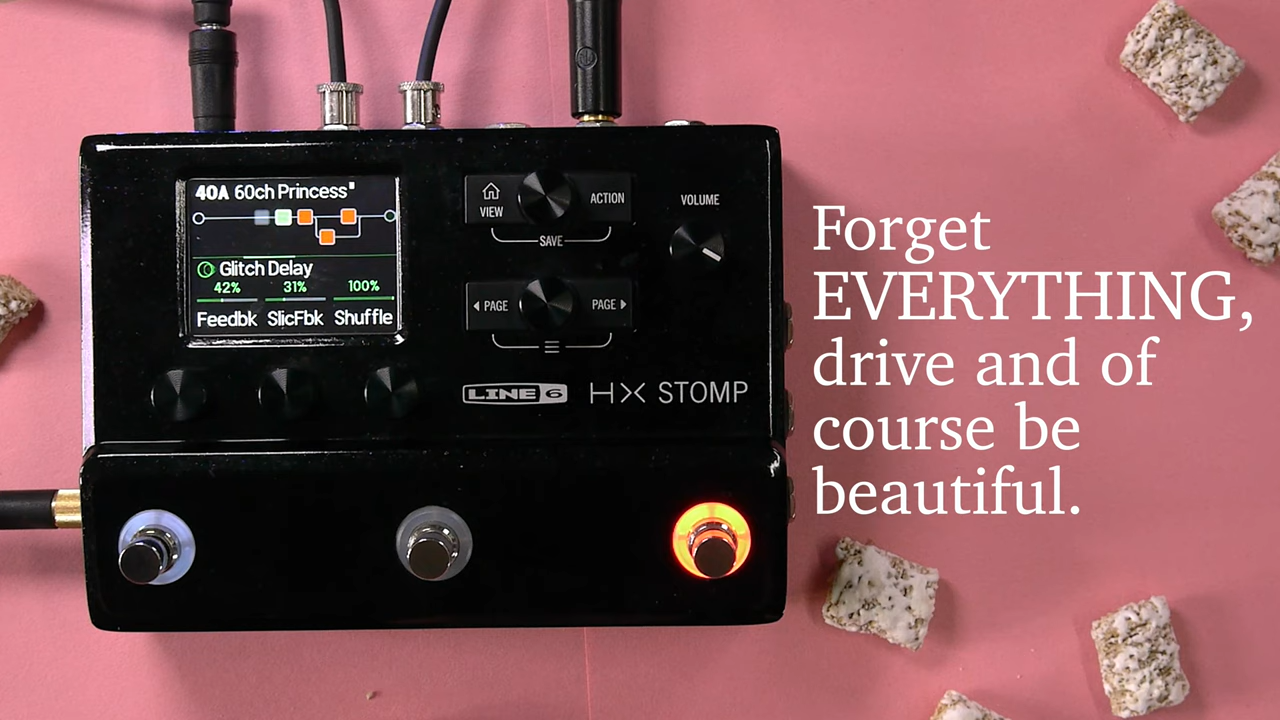 40A 60ch Princess
Glitch Delay
42% 31% 100%
Feedbk SlicFbk Shuffle
VIEW
ACTION
SAVE
VOLUME
PAGE
PAGE
LINE 6
HX STOMP
Forget
EVERYTHING,
drive and of
course be
beautiful.